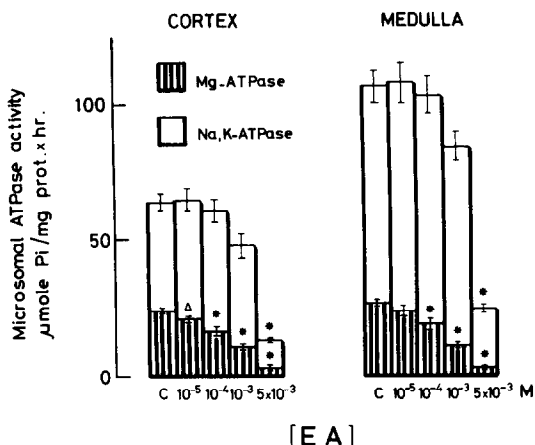 CORTEX
MEDULLA
Mg-ATPase
Na,K-ATPase
Microsomal ATPase activity
µmole Pi/mg prot.xhr.
100
50
0
Δ
*
*
*
*
*
*
*
*
*
C 10⁻⁵ 10⁻⁴ 10⁻³ 5x10⁻³
C 10⁻⁵ 10⁻⁴ 10⁻³ 5x10⁻³ M
[EA]